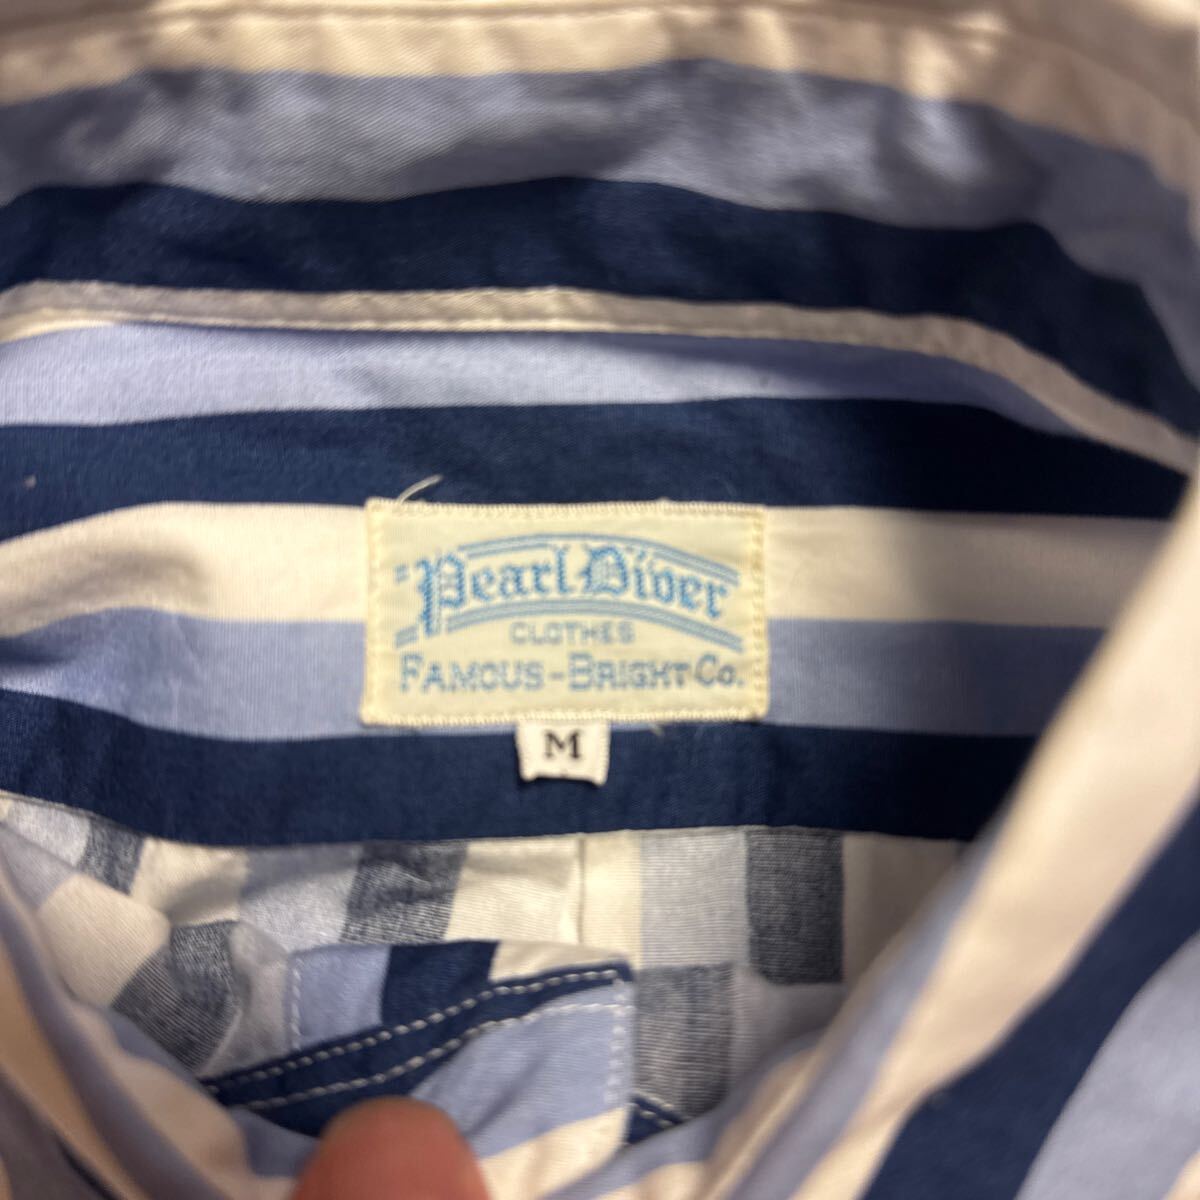 Pearl Diver
CLOTHES
FAMOUS-BRIGHT CO.
M